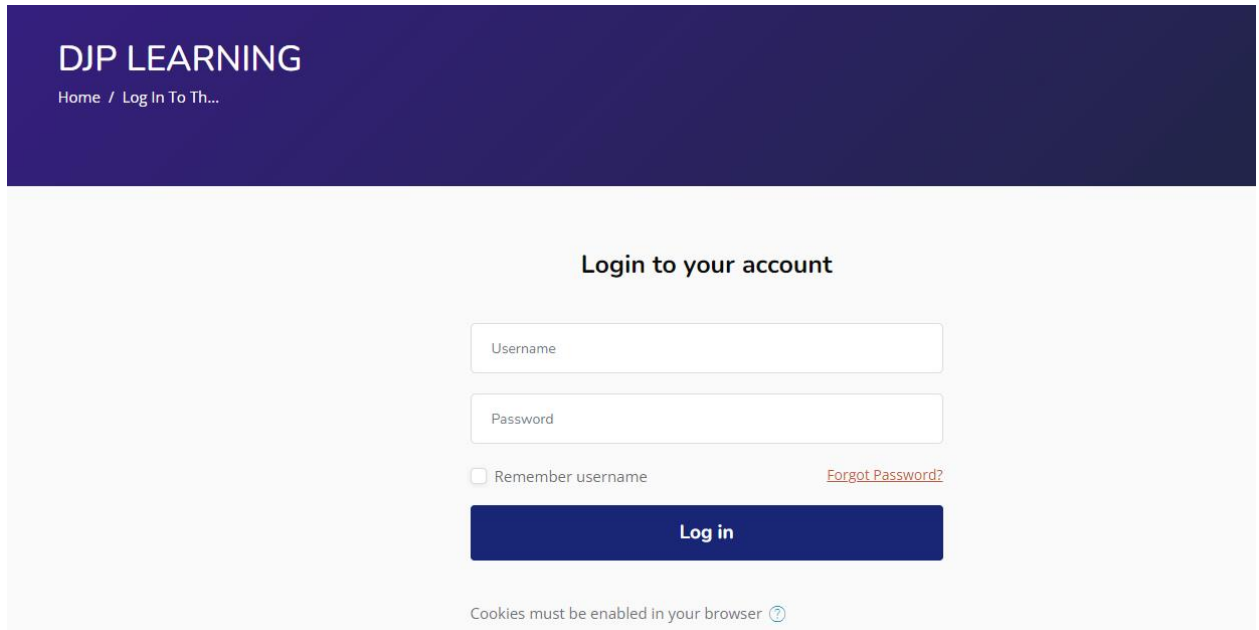 DJP LEARNING
Home / Log In To Th...
Login to your account
Username
Password
Remember username Forgot Password?
Log in
Cookies must be enabled in your browser ?